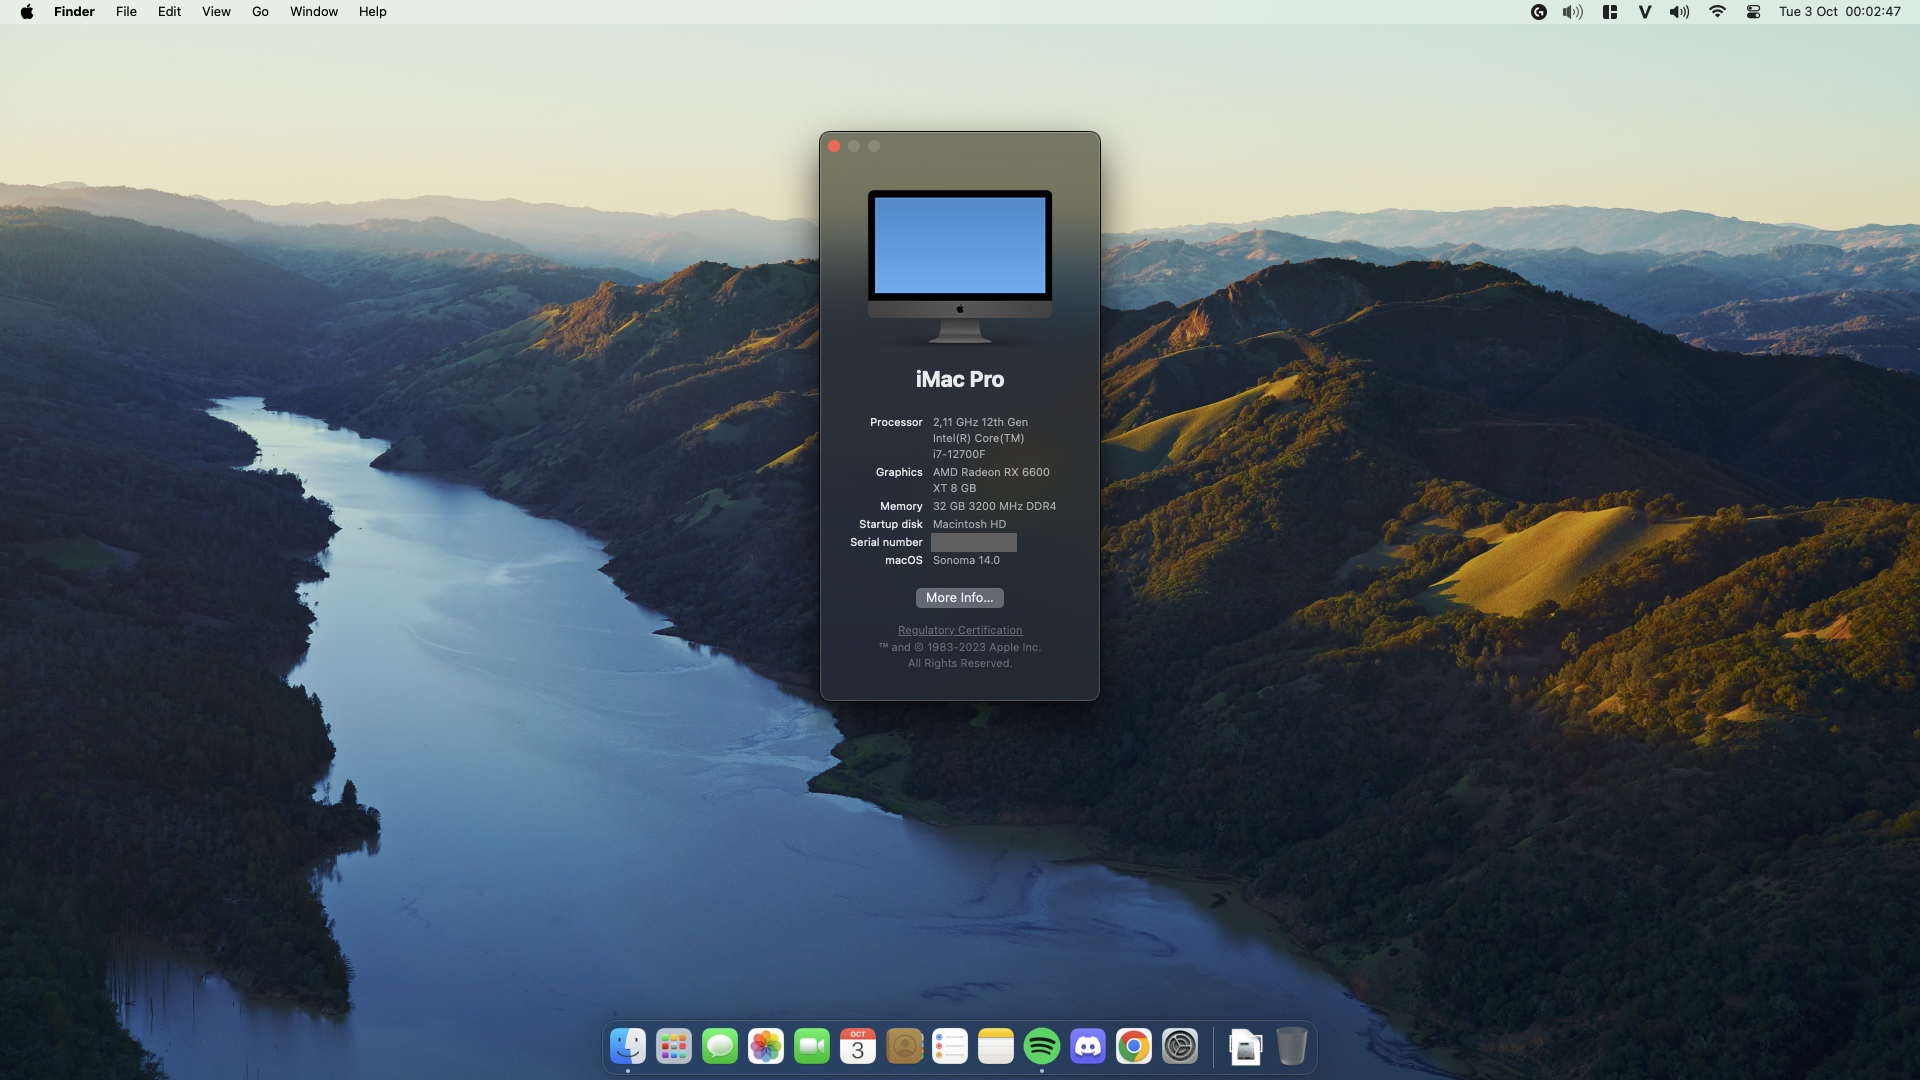 Finder File Edit View Go Window Help
V Tue 3 Oct 00:02:47
iMac Pro
Processor 2,11 GHz 12th Gen
Intel(R) Core(TM)
i7-12700F
Graphics AMD Radeon RX 6600
XT 8 GB
Memory 32 GB 3200 MHz DDR4
Startup disk Macintosh HD
Serial number
macOS Sonoma 14.0
More Info...
Regulatory Certification
™ and © 1983-2023 Apple Inc.
All Rights Reserved.
OCT
3